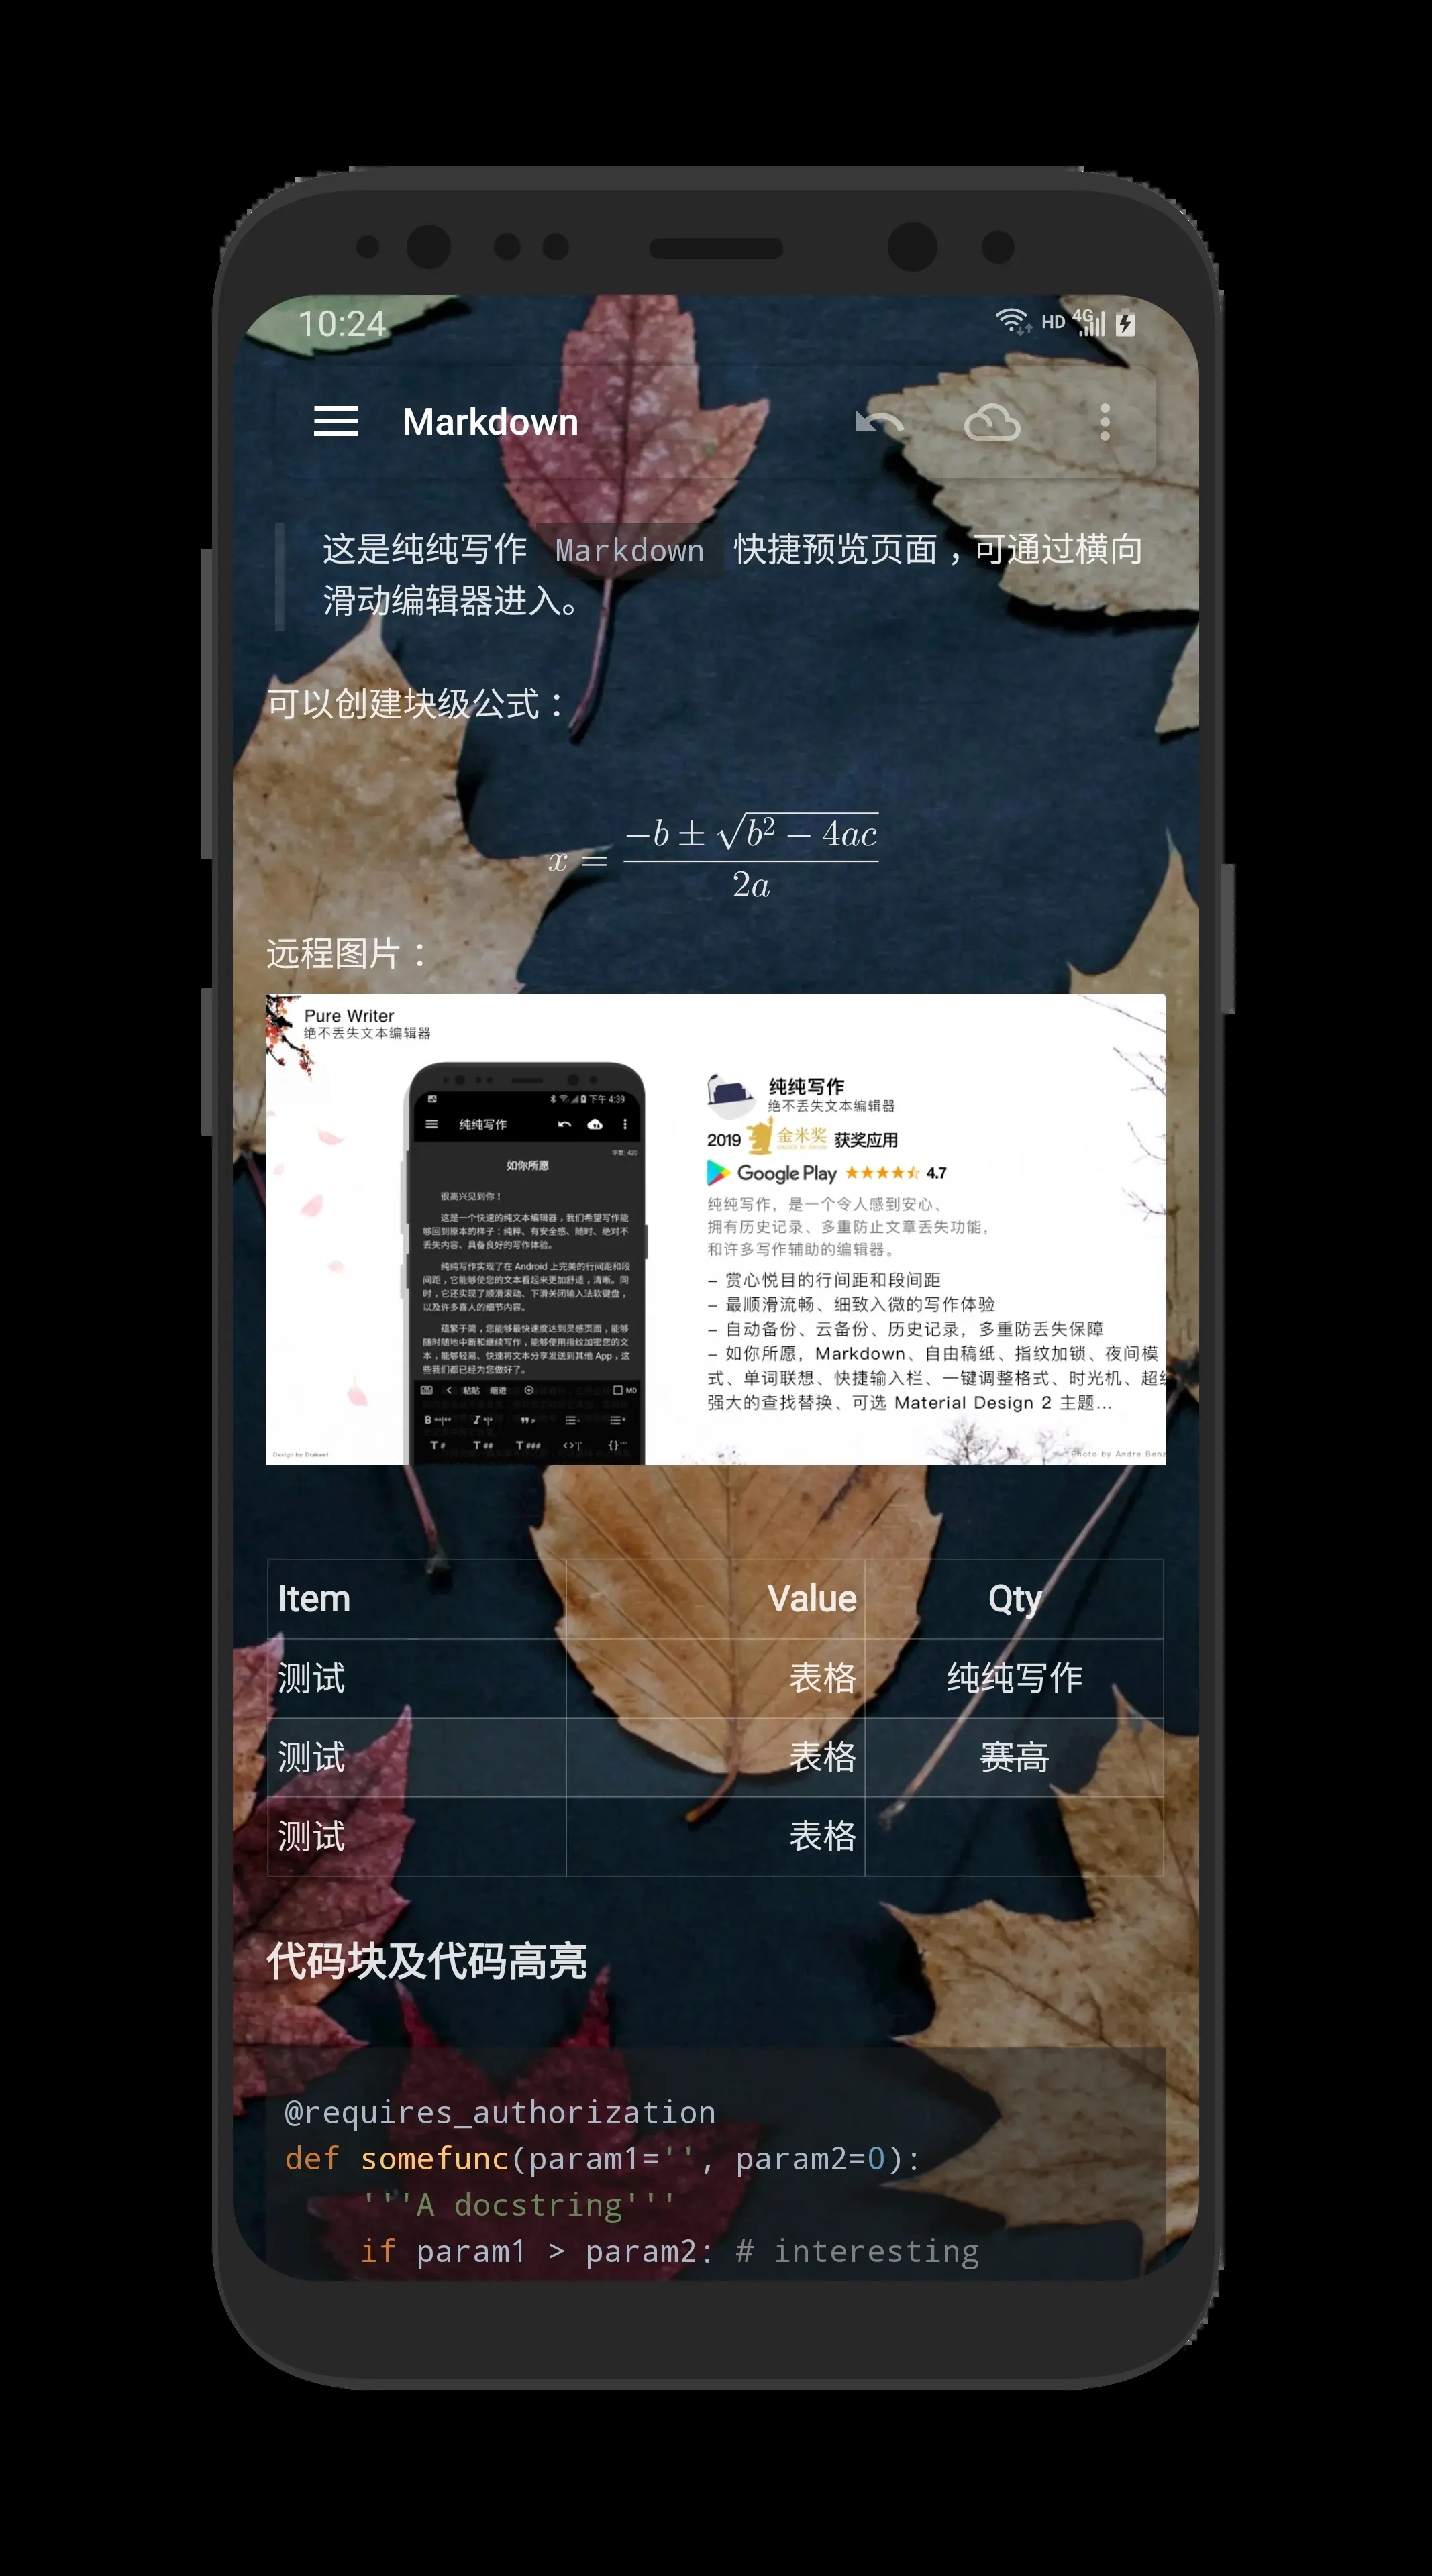 10:24
HD 4G
Markdown
这是纯纯写作 Markdown 快捷预览页面，可通过横向
滑动编辑器进入。
可以创建块级公式：
x = \frac{-b ± \sqrt{b^2 − 4ac}}{2a}
远程图片：
Pure Writer
绝不丢失文本编辑器
下午 4:39
纯纯写作
字数: 420
如你所愿
很高兴见到你！
这是一个快速的纯文本编辑器，我们希望写作能
够回到原本的样子：纯粹、有安全感、随时、绝对不
丢失内容、具备良好的写作体验。
纯纯写作实现了在 Android 上完美的行间距和段
间距，它能够使您的文本看起来更加舒适，清晰。同
时，它还实现了顺滑滚动、下滑关闭输入法软键盘，
以及许多喜人的细节内容。
蕴繁于简，您能够最快速度达到灵感页面，能够
随时随地中断和继续写作，能够使用指纹加密您的文
本，能够轻易、快速将文本分享发送到其他 App，这
些我们都已经为您做好了。
粘贴 缩进 MD
B **|** I *|* ❞> 
T # T ## T ### <>T {}
Design by Drakeet
纯纯写作
绝不丢失文本编辑器
2019 金米奖 获奖应用
Google Play 4.7
纯纯写作，是一个令人感到安心、
拥有历史记录、多重防止文章丢失功能，
和许多写作辅助的编辑器。
– 赏心悦目的行间距和段间距
– 最顺滑流畅、细致入微的写作体验
– 自动备份、云备份、历史记录，多重防丢失保障
– 如你所愿，Markdown、自由稿纸、指纹加锁、夜间模
式、单词联想、快捷输入栏、一键调整格式、时光机、超级
强大的查找替换、可选 Material Design 2 主题...
Photo by Andre Benz
Item Value Qty
测试 表格 纯纯写作
测试 表格 赛高
测试 表格
代码块及代码高亮
@requires_authorization
def somefunc(param1='', param2=0):
'''A docstring'''
if param1 > param2: # interesting